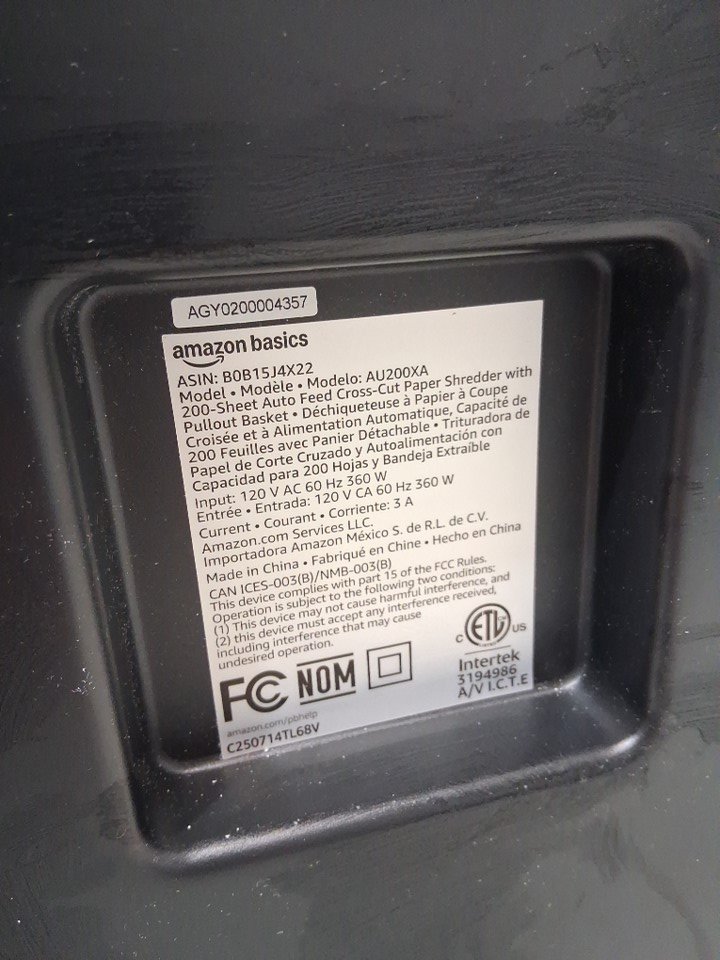 AGY0200004357
amazon basics
ASIN: B0B15J4X22
Model • Modèle • Modelo: AU200XA
200-Sheet Auto Feed Cross-Cut Paper Shredder with
Pullout Basket • Déchiqueteuse à Papier à Coupe
Croisée et à Alimentation Automatique, Capacité de
200 Feuilles avec Panier Détachable • Trituradora de
Papel de Corte Cruzado y Autoalimentación con
Capacidad para 200 Hojas y Bandeja Extraíble
Input: 120 V AC 60 Hz 360 W
Entrée • Entrada: 120 V CA 60 Hz 360 W
Current • Courant • Corriente: 3 A
Amazon.com Services LLC.
Importadora Amazon México S. de R.L. de C.V.
Made in China • Fabriqué en Chine • Hecho en China
CAN ICES-003(B)/NMB-003(B)
This device complies with part 15 of the FCC Rules.
Operation is subject to the following two conditions:
(1) This device may not cause harmful interference, and
(2) this device must accept any interference received,
including interference that may cause
undesired operation.
FC NOM
C ETL US
Intertek
3194986
A/V I.C.T.E
amazon.com/pbhelp
C250714TL68V